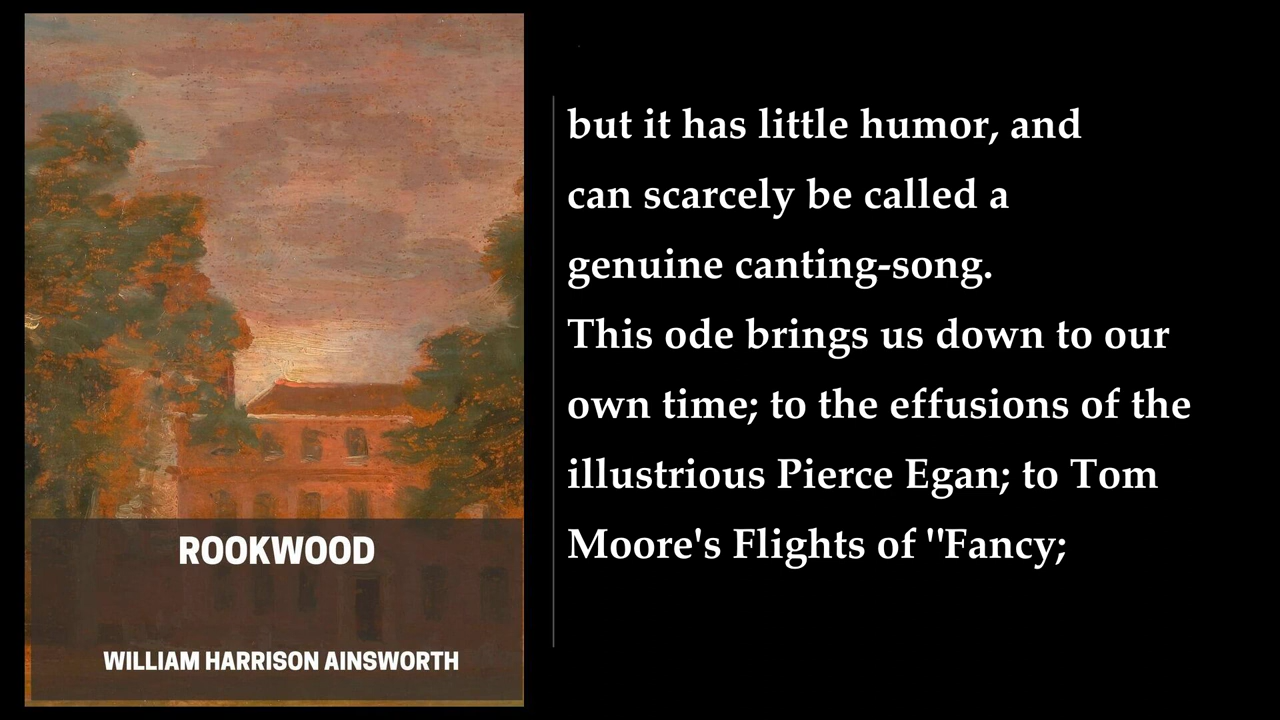 ROOKWOOD
WILLIAM HARRISON AINSWORTH
but it has little humor, and
can scarcely be called a
genuine canting-song.
This ode brings us down to our
own time; to the effusions of the
illustrious Pierce Egan; to Tom
Moore's Flights of "Fancy;